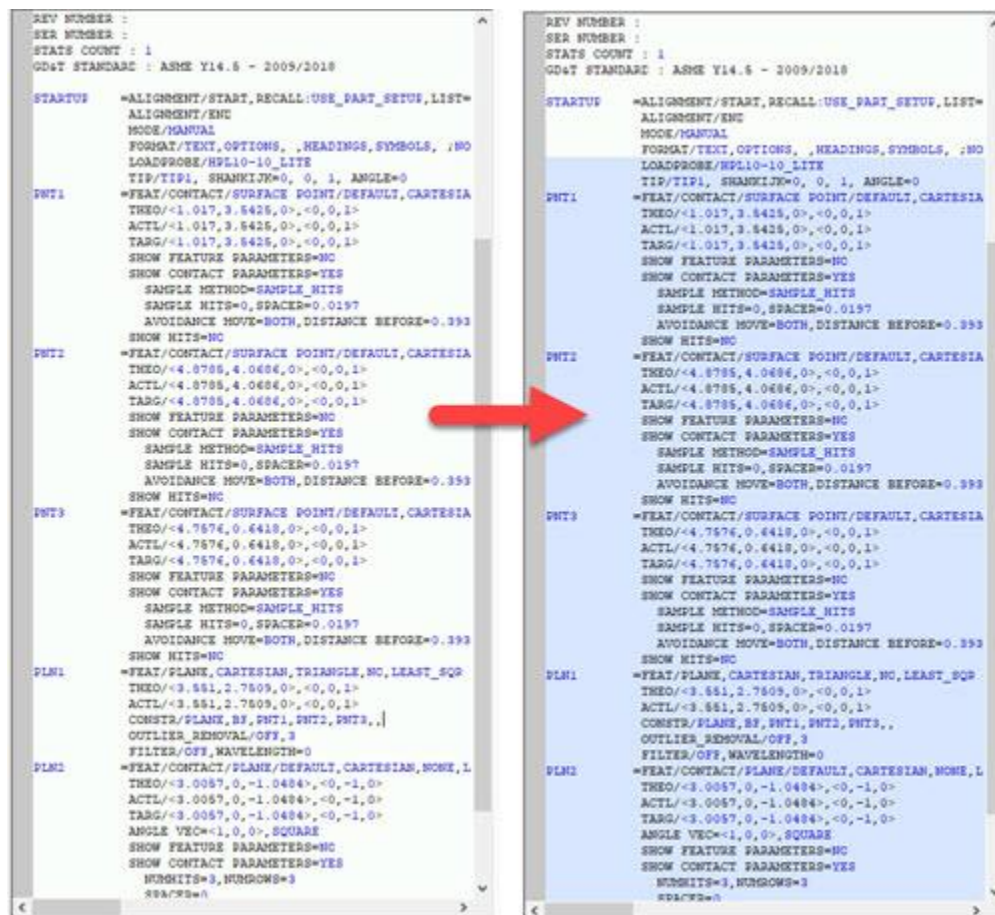 REV NUMBER :
SER NUMBER :
STATS COUNT : 1
GD&T STANDARD : ASME Y14.5 - 2009/2018
STARTUP =ALIGNMENT/START,RECALL:USE_PART_SETUP,LIST=
ALIGNMENT/END
MODE/MANUAL
FORMAT/TEXT,OPTIONS, ,HEADINGS,SYMBOLS, ;NO
LOADPROBE/HPL10-10_LITE
TIP/TIP1, SHANKIJK=0, 0, 1, ANGLE=0
PNT1 =FEAT/CONTACT/SURFACE POINT/DEFAULT,CARTESIA
THEO/<1.017,3.5425,0>,<0,0,1>
ACTL/<1.017,3.5425,0>,<0,0,1>
TARG/<1.017,3.5425,0>,<0,0,1>
SHOW FEATURE PARAMETERS=NO
SHOW CONTACT PARAMETERS=YES
SAMPLE METHOD=SAMPLE_HITS
SAMPLE HITS=0,SPACER=0.0197
AVOIDANCE MOVE=BOTH,DISTANCE BEFORE=0.393
SHOW HITS=NO
PNT2 =FEAT/CONTACT/SURFACE POINT/DEFAULT,CARTESIA
THEO/<4.8785,4.0686,0>,<0,0,1>
ACTL/<4.8785,4.0686,0>,<0,0,1>
TARG/<4.8785,4.0686,0>,<0,0,1>
SHOW FEATURE PARAMETERS=NO
SHOW CONTACT PARAMETERS=YES
SAMPLE METHOD=SAMPLE_HITS
SAMPLE HITS=0,SPACER=0.0197
AVOIDANCE MOVE=BOTH,DISTANCE BEFORE=0.393
SHOW HITS=NO
PNT3 =FEAT/CONTACT/SURFACE POINT/DEFAULT,CARTESIA
THEO/<4.7576,0.6418,0>,<0,0,1>
ACTL/<4.7576,0.6418,0>,<0,0,1>
TARG/<4.7576,0.6418,0>,<0,0,1>
SHOW FEATURE PARAMETERS=NO
SHOW CONTACT PARAMETERS=YES
SAMPLE METHOD=SAMPLE_HITS
SAMPLE HITS=0,SPACER=0.0197
AVOIDANCE MOVE=BOTH,DISTANCE BEFORE=0.393
SHOW HITS=NO
PLN1 =FEAT/PLANE,CARTESIAN,TRIANGLE,NO,LEAST_SQR
THEO/<3.551,2.7509,0>,<0,0,1>
ACTL/<3.551,2.7509,0>,<0,0,1>
CONSTR/PLANE,BF,PNT1,PNT2,PNT3,,
OUTLIER_REMOVAL/OFF,3
FILTER/OFF,WAVELENGTH=0
PLN2 =FEAT/CONTACT/PLANE/DEFAULT,CARTESIAN,NONE,L
THEO/<3.0057,0,-1.0484>,<0,-1,0>
ACTL/<3.0057,0,-1.0484>,<0,-1,0>
TARG/<3.0057,0,-1.0484>,<0,-1,0>
ANGLE VEC=<1,0,0>,SQUARE
SHOW FEATURE PARAMETERS=NO
SHOW CONTACT PARAMETERS=YES
NUMHITS=3,NUMROWS=3
SPACER=0
REV NUMBER :
SER NUMBER :
STATS COUNT : 1
GD&T STANDARD : ASME Y14.5 - 2009/2018
STARTUP =ALIGNMENT/START,RECALL:USE_PART_SETUP,LIST=
ALIGNMENT/END
MODE/MANUAL
FORMAT/TEXT,OPTIONS, ,HEADINGS,SYMBOLS, ;NO
LOADPROBE/HPL10-10_LITE
TIP/TIP1, SHANKIJK=0, 0, 1, ANGLE=0
PNT1 =FEAT/CONTACT/SURFACE POINT/DEFAULT,CARTESIA
THEO/<1.017,3.5425,0>,<0,0,1>
ACTL/<1.017,3.5425,0>,<0,0,1>
TARG/<1.017,3.5425,0>,<0,0,1>
SHOW FEATURE PARAMETERS=NO
SHOW CONTACT PARAMETERS=YES
SAMPLE METHOD=SAMPLE_HITS
SAMPLE HITS=0,SPACER=0.0197
AVOIDANCE MOVE=BOTH,DISTANCE BEFORE=0.393
SHOW HITS=NO
PNT2 =FEAT/CONTACT/SURFACE POINT/DEFAULT,CARTESIA
THEO/<4.8785,4.0686,0>,<0,0,1>
ACTL/<4.8785,4.0686,0>,<0,0,1>
TARG/<4.8785,4.0686,0>,<0,0,1>
SHOW FEATURE PARAMETERS=NO
SHOW CONTACT PARAMETERS=YES
SAMPLE METHOD=SAMPLE_HITS
SAMPLE HITS=0,SPACER=0.0197
AVOIDANCE MOVE=BOTH,DISTANCE BEFORE=0.393
SHOW HITS=NO
PNT3 =FEAT/CONTACT/SURFACE POINT/DEFAULT,CARTESIA
THEO/<4.7576,0.6418,0>,<0,0,1>
ACTL/<4.7576,0.6418,0>,<0,0,1>
TARG/<4.7576,0.6418,0>,<0,0,1>
SHOW FEATURE PARAMETERS=NO
SHOW CONTACT PARAMETERS=YES
SAMPLE METHOD=SAMPLE_HITS
SAMPLE HITS=0,SPACER=0.0197
AVOIDANCE MOVE=BOTH,DISTANCE BEFORE=0.393
SHOW HITS=NO
PLN1 =FEAT/PLANE,CARTESIAN,TRIANGLE,NO,LEAST_SQR
THEO/<3.551,2.7509,0>,<0,0,1>
ACTL/<3.551,2.7509,0>,<0,0,1>
CONSTR/PLANE,BF,PNT1,PNT2,PNT3,,
OUTLIER_REMOVAL/OFF,3
FILTER/OFF,WAVELENGTH=0
PLN2 =FEAT/CONTACT/PLANE/DEFAULT,CARTESIAN,NONE,L
THEO/<3.0057,0,-1.0484>,<0,-1,0>
ACTL/<3.0057,0,-1.0484>,<0,-1,0>
TARG/<3.0057,0,-1.0484>,<0,-1,0>
ANGLE VEC=<1,0,0>,SQUARE
SHOW FEATURE PARAMETERS=NO
SHOW CONTACT PARAMETERS=YES
NUMHITS=3,NUMROWS=3
SPACER=0